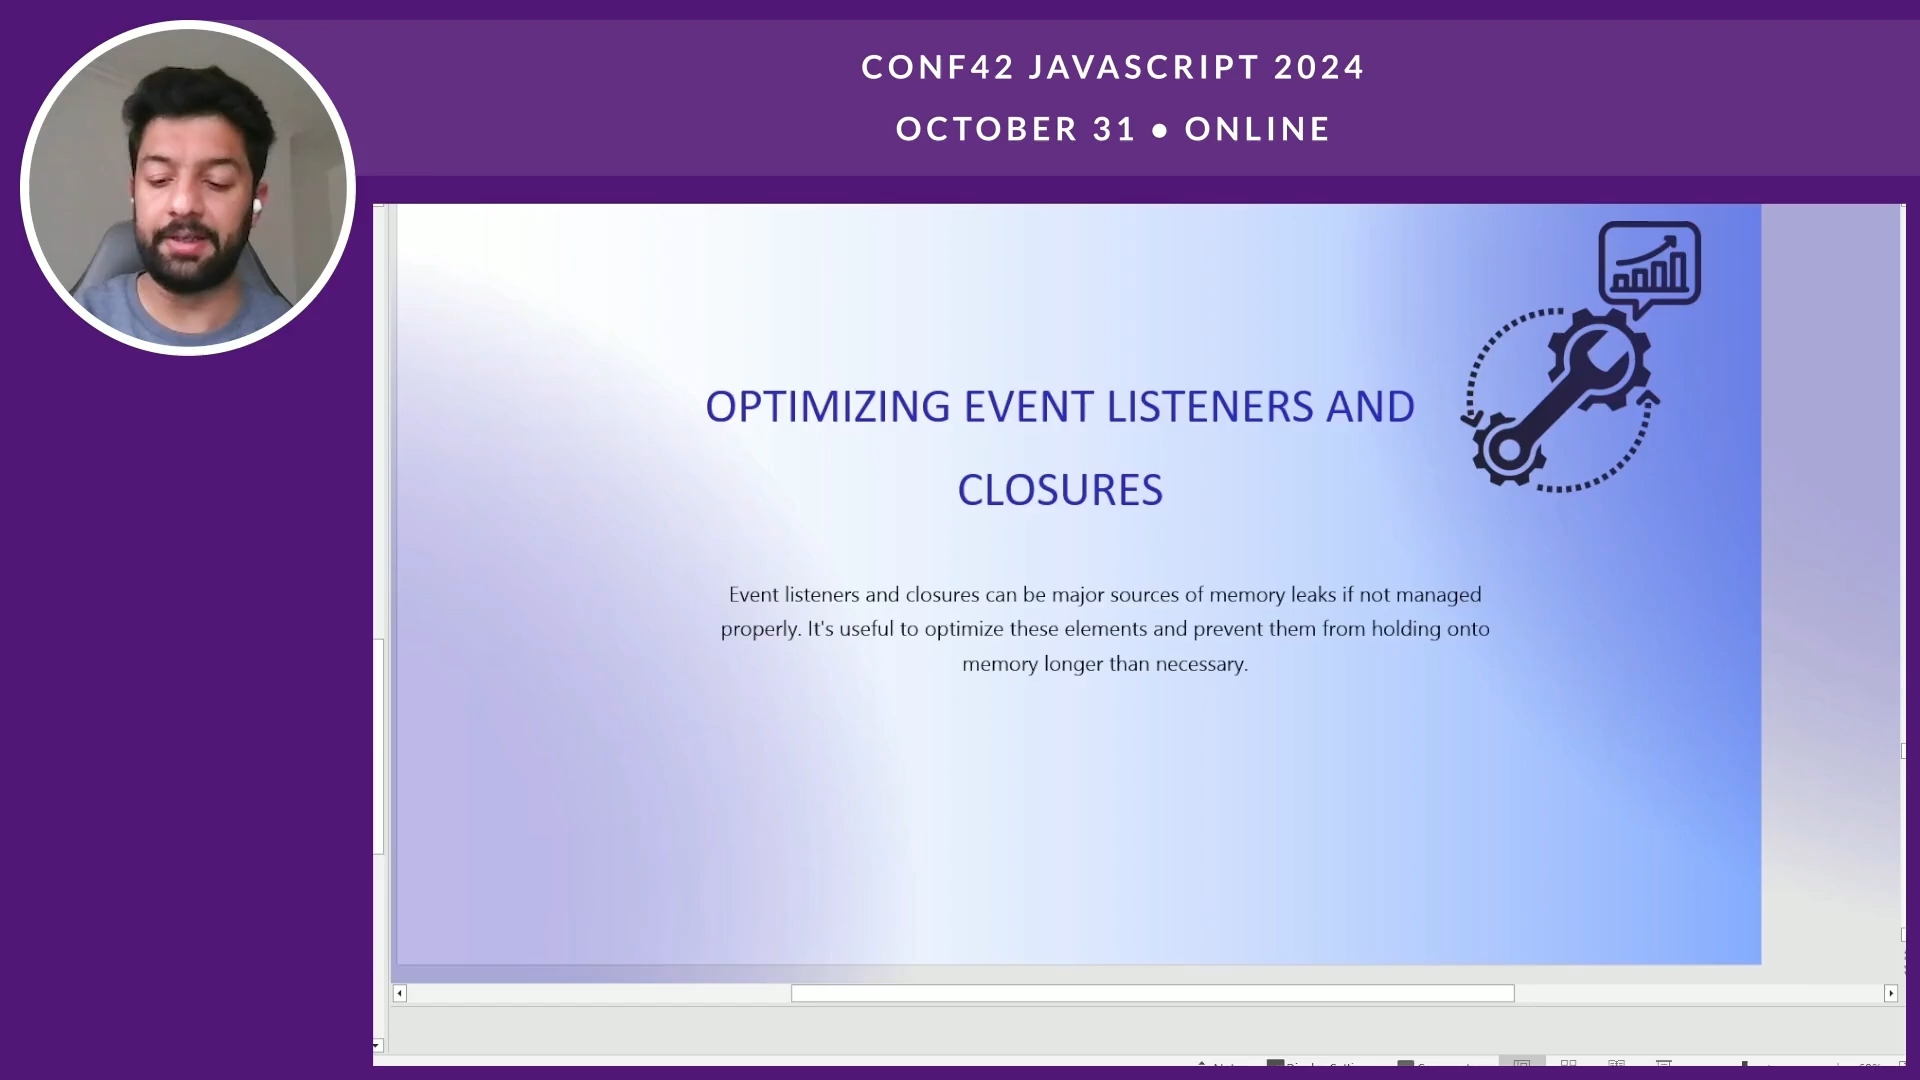 CONF42 JAVASCRIPT 2024
OCTOBER 31 ● ONLINE
OPTIMIZING EVENT LISTENERS AND
CLOSURES
Event listeners and closures can be major sources of memory leaks if not managed
properly. It's useful to optimize these elements and prevent them from holding onto
memory longer than necessary.